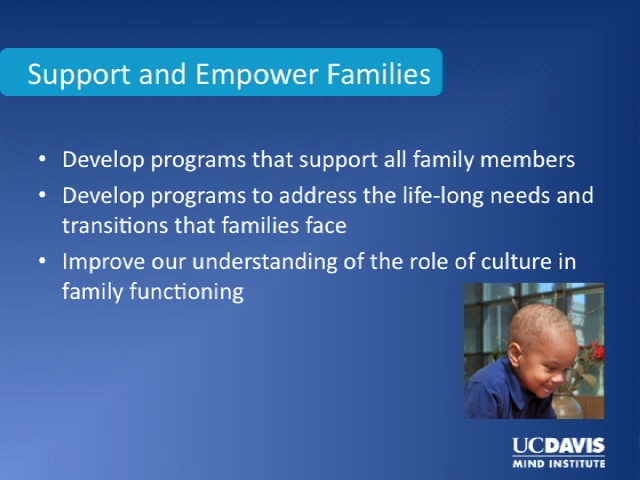 Support and Empower Families
• Develop programs that support all family members
• Develop programs to address the life-long needs and
transitions that families face
• Improve our understanding of the role of culture in
family functioning
UCDAVIS
MIND INSTITUTE